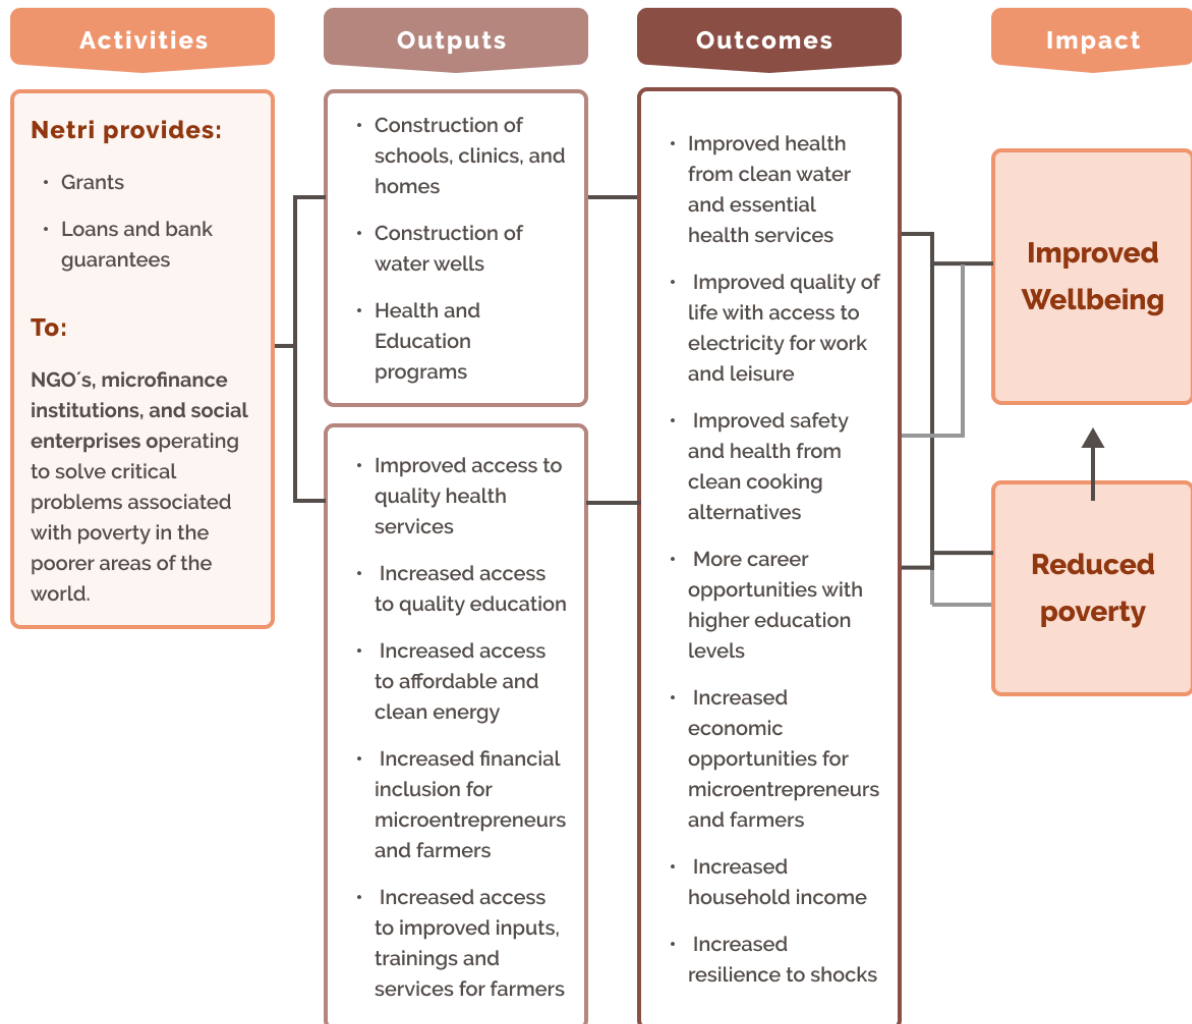 Activities
Netri provides:
• Grants
• Loans and bank
guarantees
To:
NGO´s, microfinance
institutions, and social
enterprises operating
to solve critical
problems associated
with poverty in the
poorer areas of the
world.
Outputs
• Construction of
schools, clinics, and
homes
• Construction of
water wells
• Health and
Education
programs
• Improved access to
quality health
services
• Increased access
to quality education
• Increased access
to affordable and
clean energy
• Increased financial
inclusion for
microentrepreneurs
and farmers
• Increased access
to improved inputs,
trainings and
services for farmers
Outcomes
• Improved health
from clean water
and essential
health services
• Improved quality of
life with access to
electricity for work
and leisure
• Improved safety
and health from
clean cooking
alternatives
• More career
opportunities with
higher education
levels
• Increased
economic
opportunities for
microentrepreneurs
and farmers
• Increased
household income
• Increased
resilience to shocks
Impact
Improved
Wellbeing
Reduced
poverty